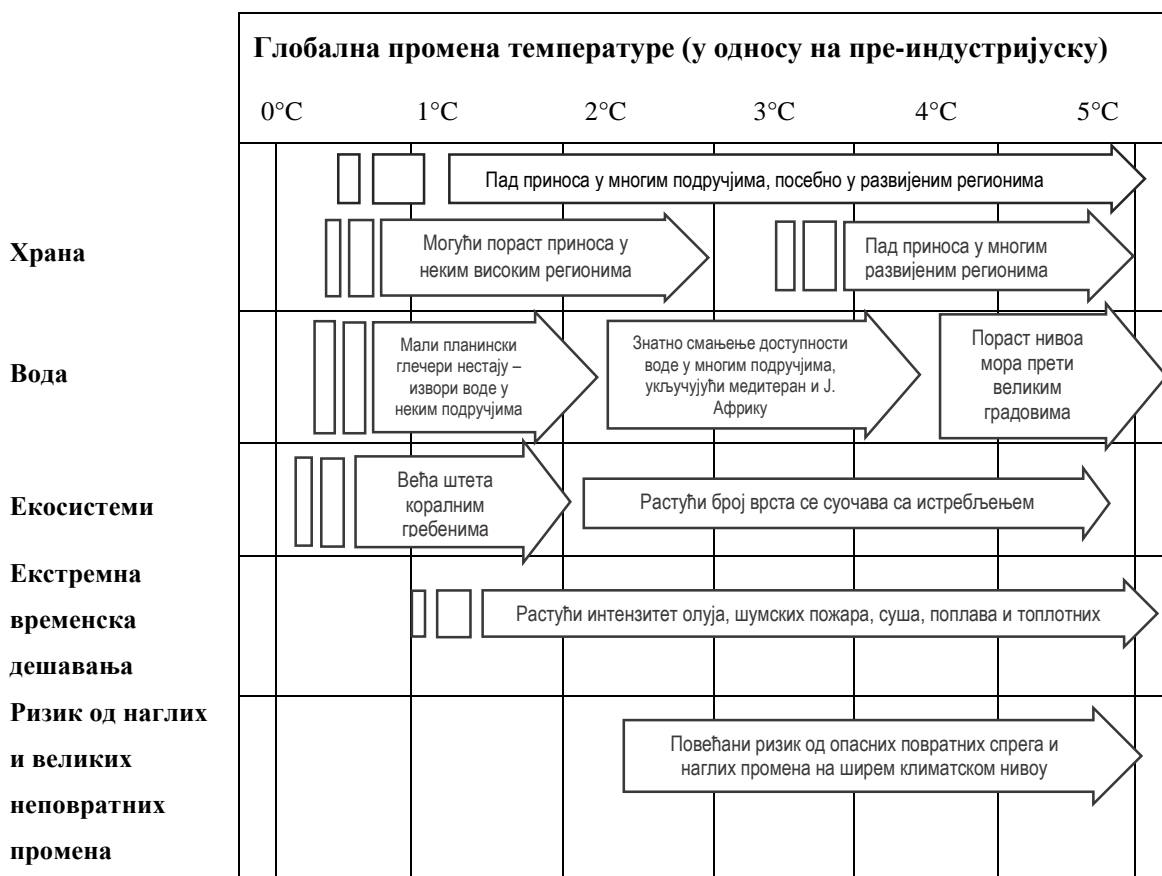 Глобална промена температуре (у односу на пре-индустријуску)
0°C 1°C 2°C 3°C 4°C 5°C
Пад приноса у многим подручјима, посебно у развијеним регионима
Храна
Могући пораст приноса у
неким високим регионима
Пад приноса у многим
развијеним регионима
Вода
Мали планински
глечери нестају –
извори воде у
неким подручјима
Знатно смањење доступности
воде у многим подручјима,
укључујући медитеран и Ј.
Африку
Пораст нивоа
мора прети
великим
градовима
Екосистеми
Већа штета
коралним
гребенима
Растући број врста се суочава са истребљењем
Екстремна
временска
дешавања
Растући интензитет олуја, шумских пожара, суша, поплава и топлотних
Ризик од наглих
и великих
неповратних
промена
Повећани ризик од опасних повратних спрега и
наглих промена на ширем климатском нивоу